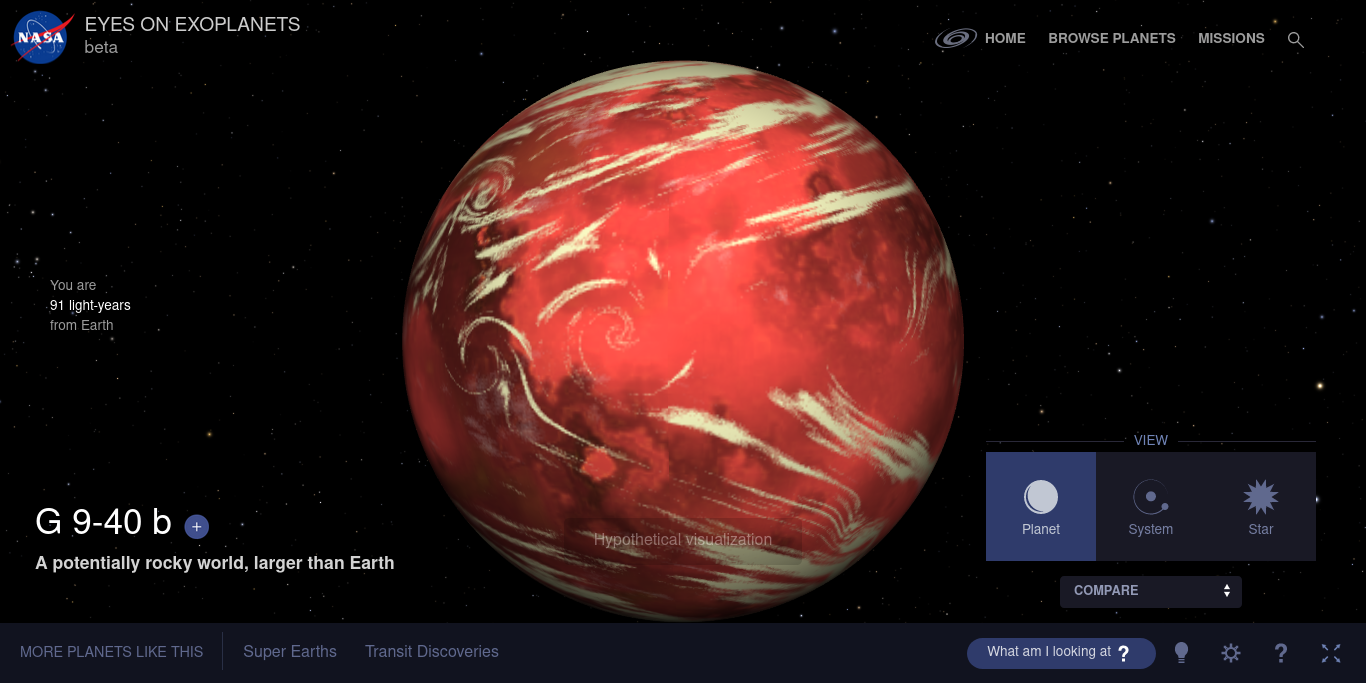 NASA
EYES ON EXOPLANETS
beta
HOME
BROWSE PLANETS
MISSIONS
You are
91 light-years
from Earth
VIEW
Planet
System
Star
COMPARE
G 9-40 b +
A potentially rocky world, larger than Earth
Hypothetical visualization
MORE PLANETS LIKE THIS
Super Earths
Transit Discoveries
What am I looking at ?
?